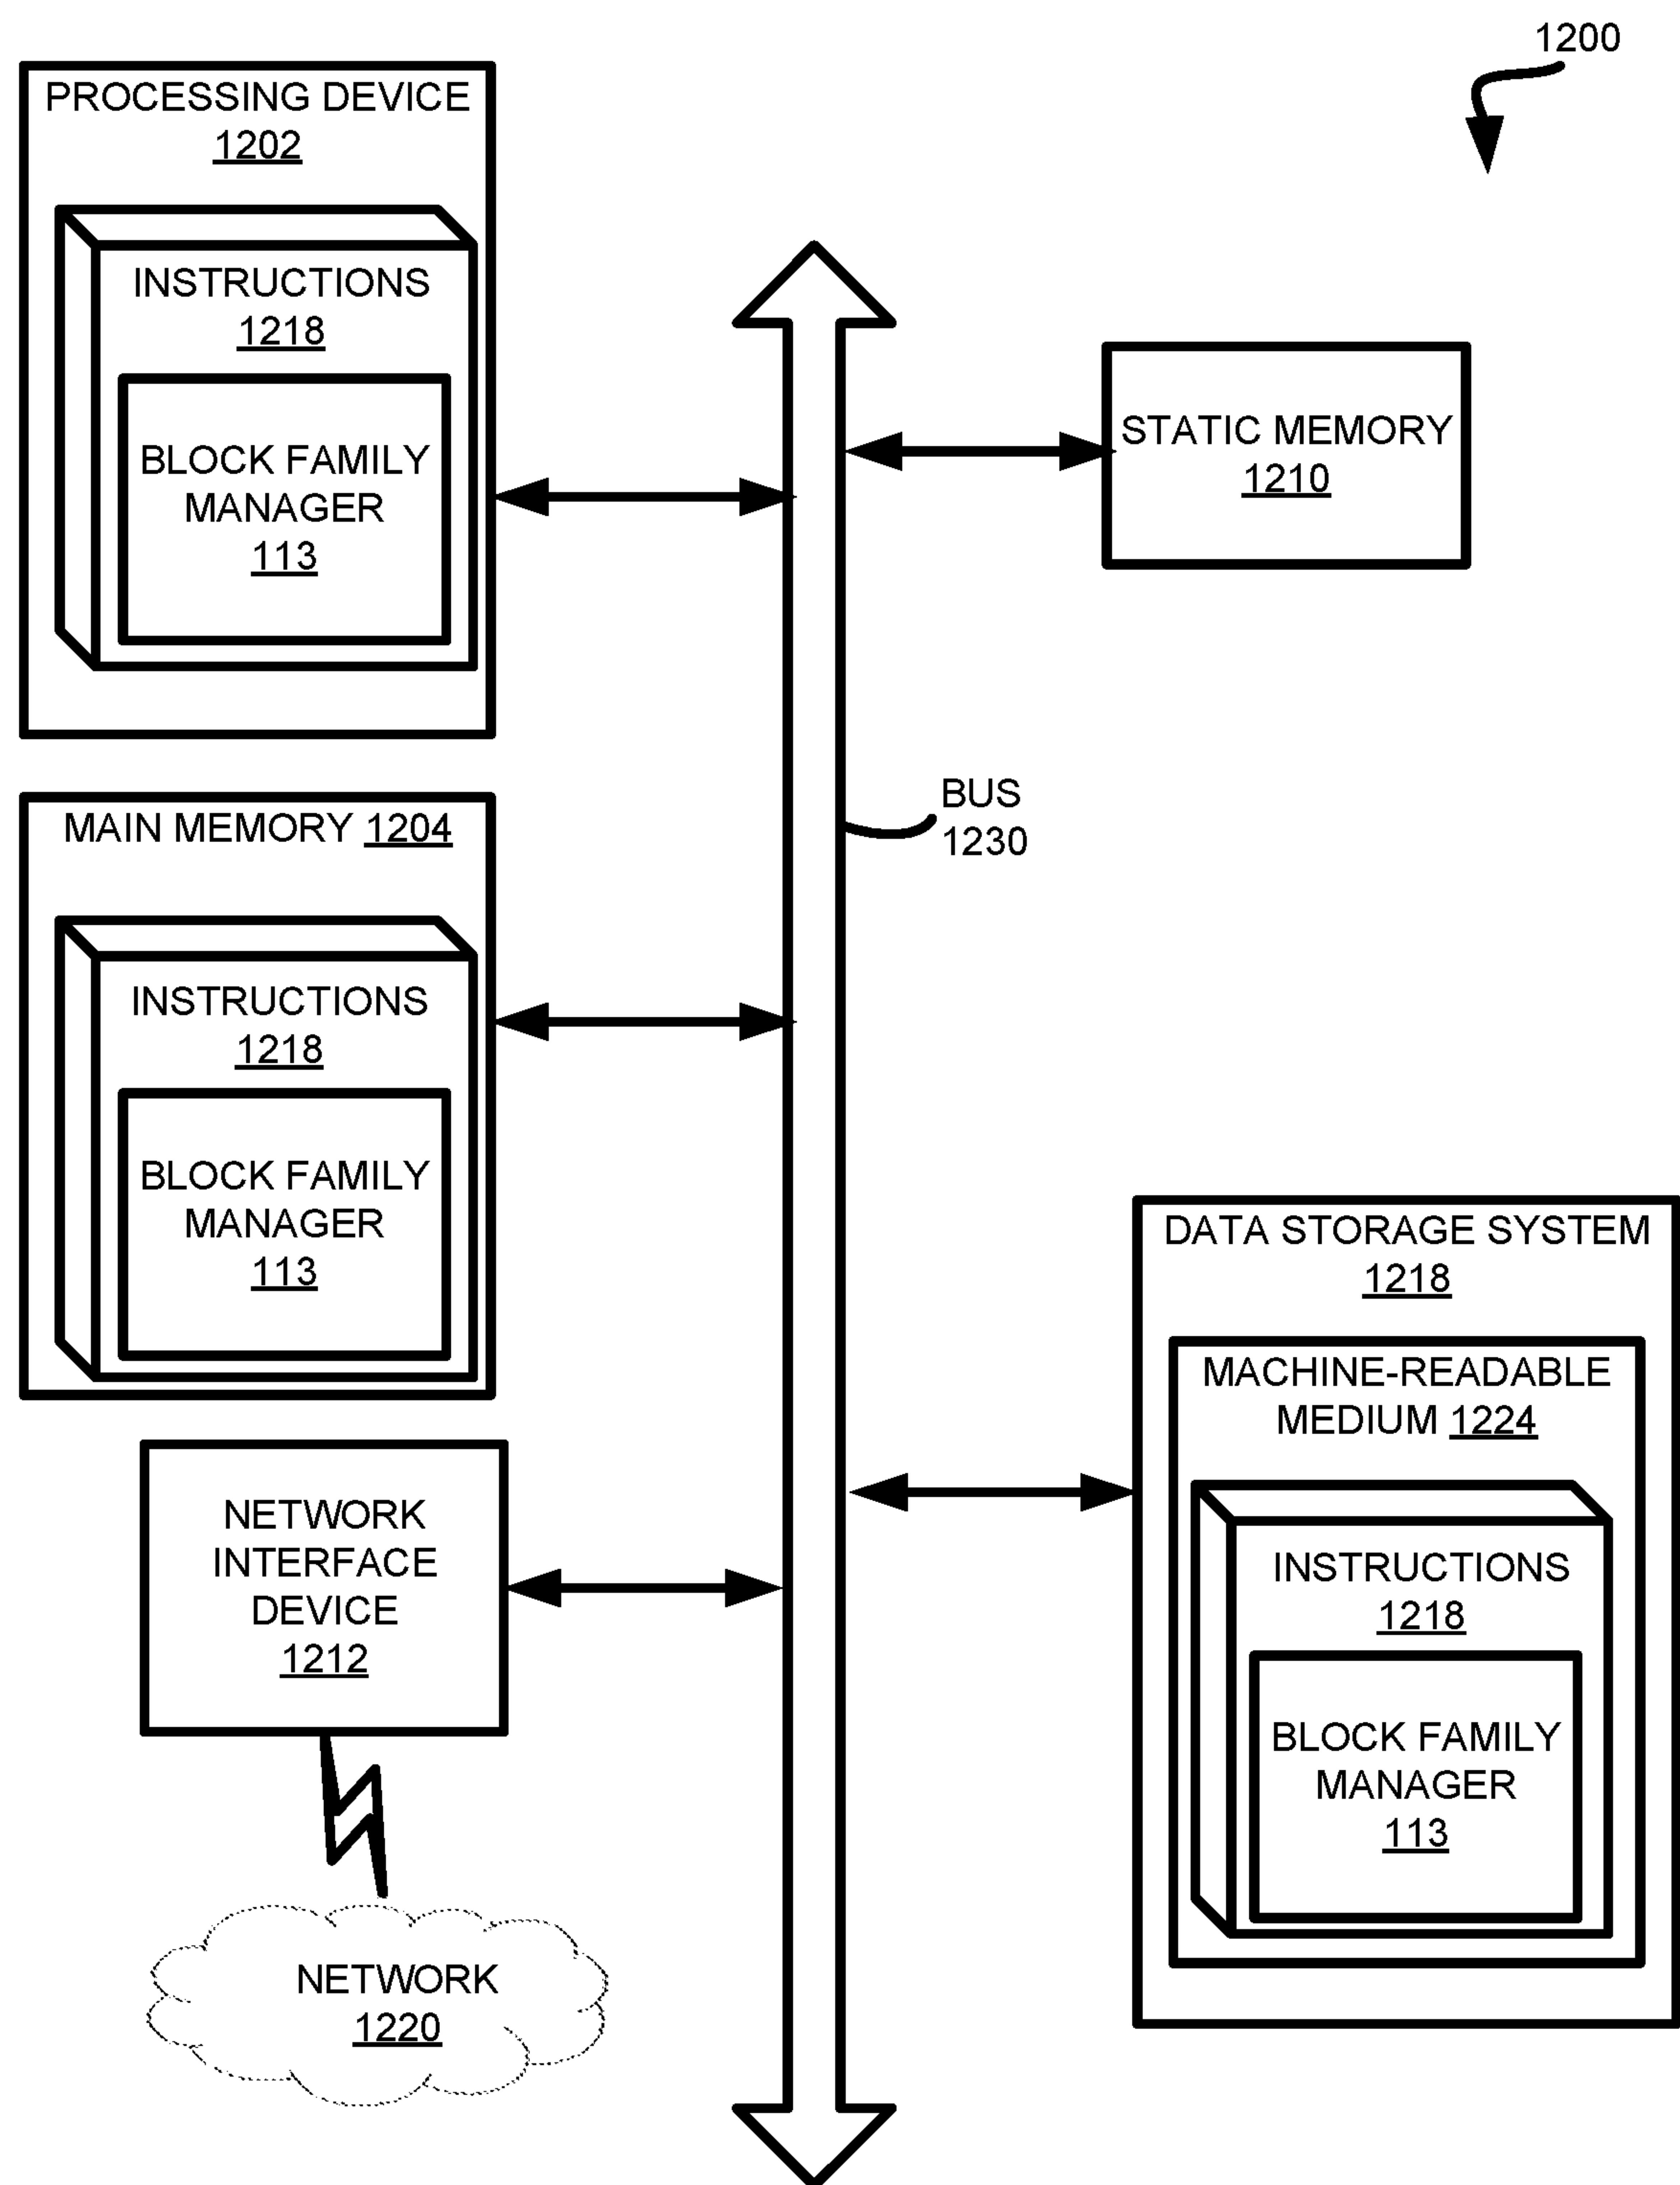 1200
PROCESSING DEVICE
1202
INSTRUCTIONS
1218
BLOCK FAMILY
MANAGER
113
STATIC MEMORY
1210
BUS
1230
MAIN MEMORY 1204
INSTRUCTIONS
1218
BLOCK FAMILY
MANAGER
113
DATA STORAGE SYSTEM
1218
MACHINE-READABLE
MEDIUM 1224
INSTRUCTIONS
1218
BLOCK FAMILY
MANAGER
113
NETWORK
INTERFACE
DEVICE
1212
NETWORK
1220